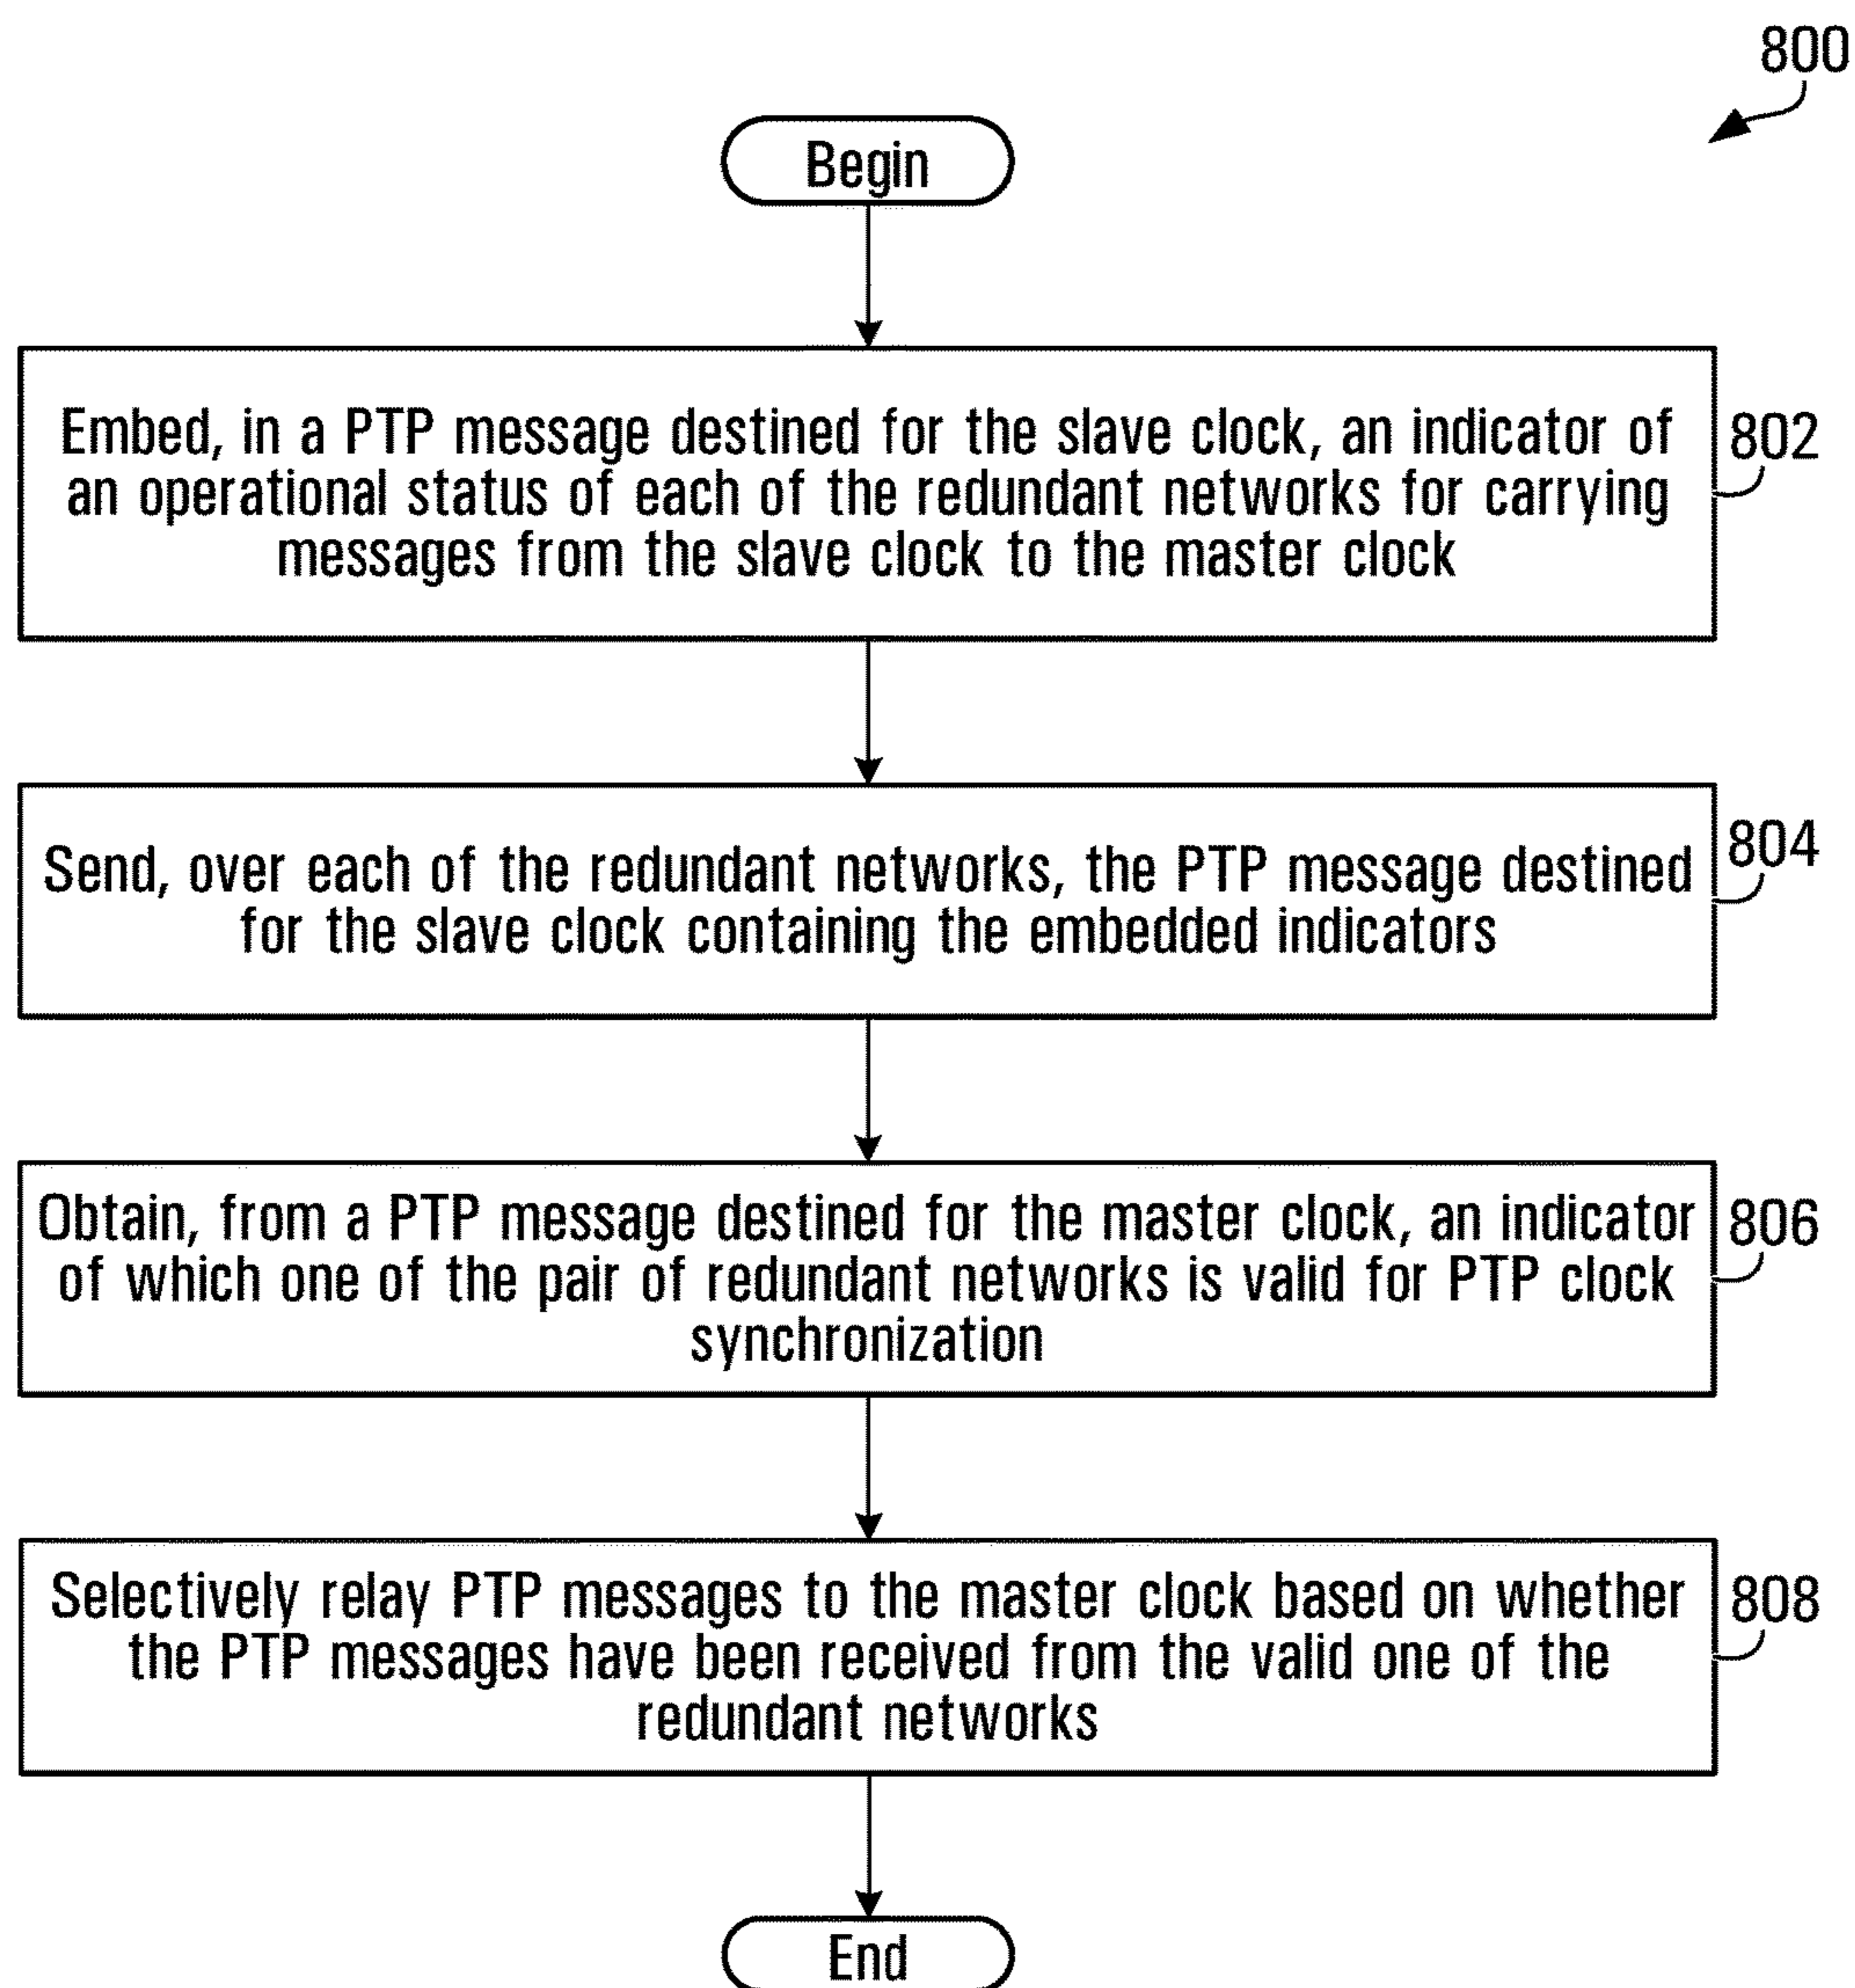 800
Begin
Embed, in a PTP message destined for the slave clock, an indicator of
an operational status of each of the redundant networks for carrying
messages from the slave clock to the master clock
802
Send, over each of the redundant networks, the PTP message destined
for the slave clock containing the embedded indicators
804
Obtain, from a PTP message destined for the master clock, an indicator
of which one of the pair of redundant networks is valid for PTP clock
synchronization
806
Selectively relay PTP messages to the master clock based on whether
the PTP messages have been received from the valid one of the
redundant networks
808
End